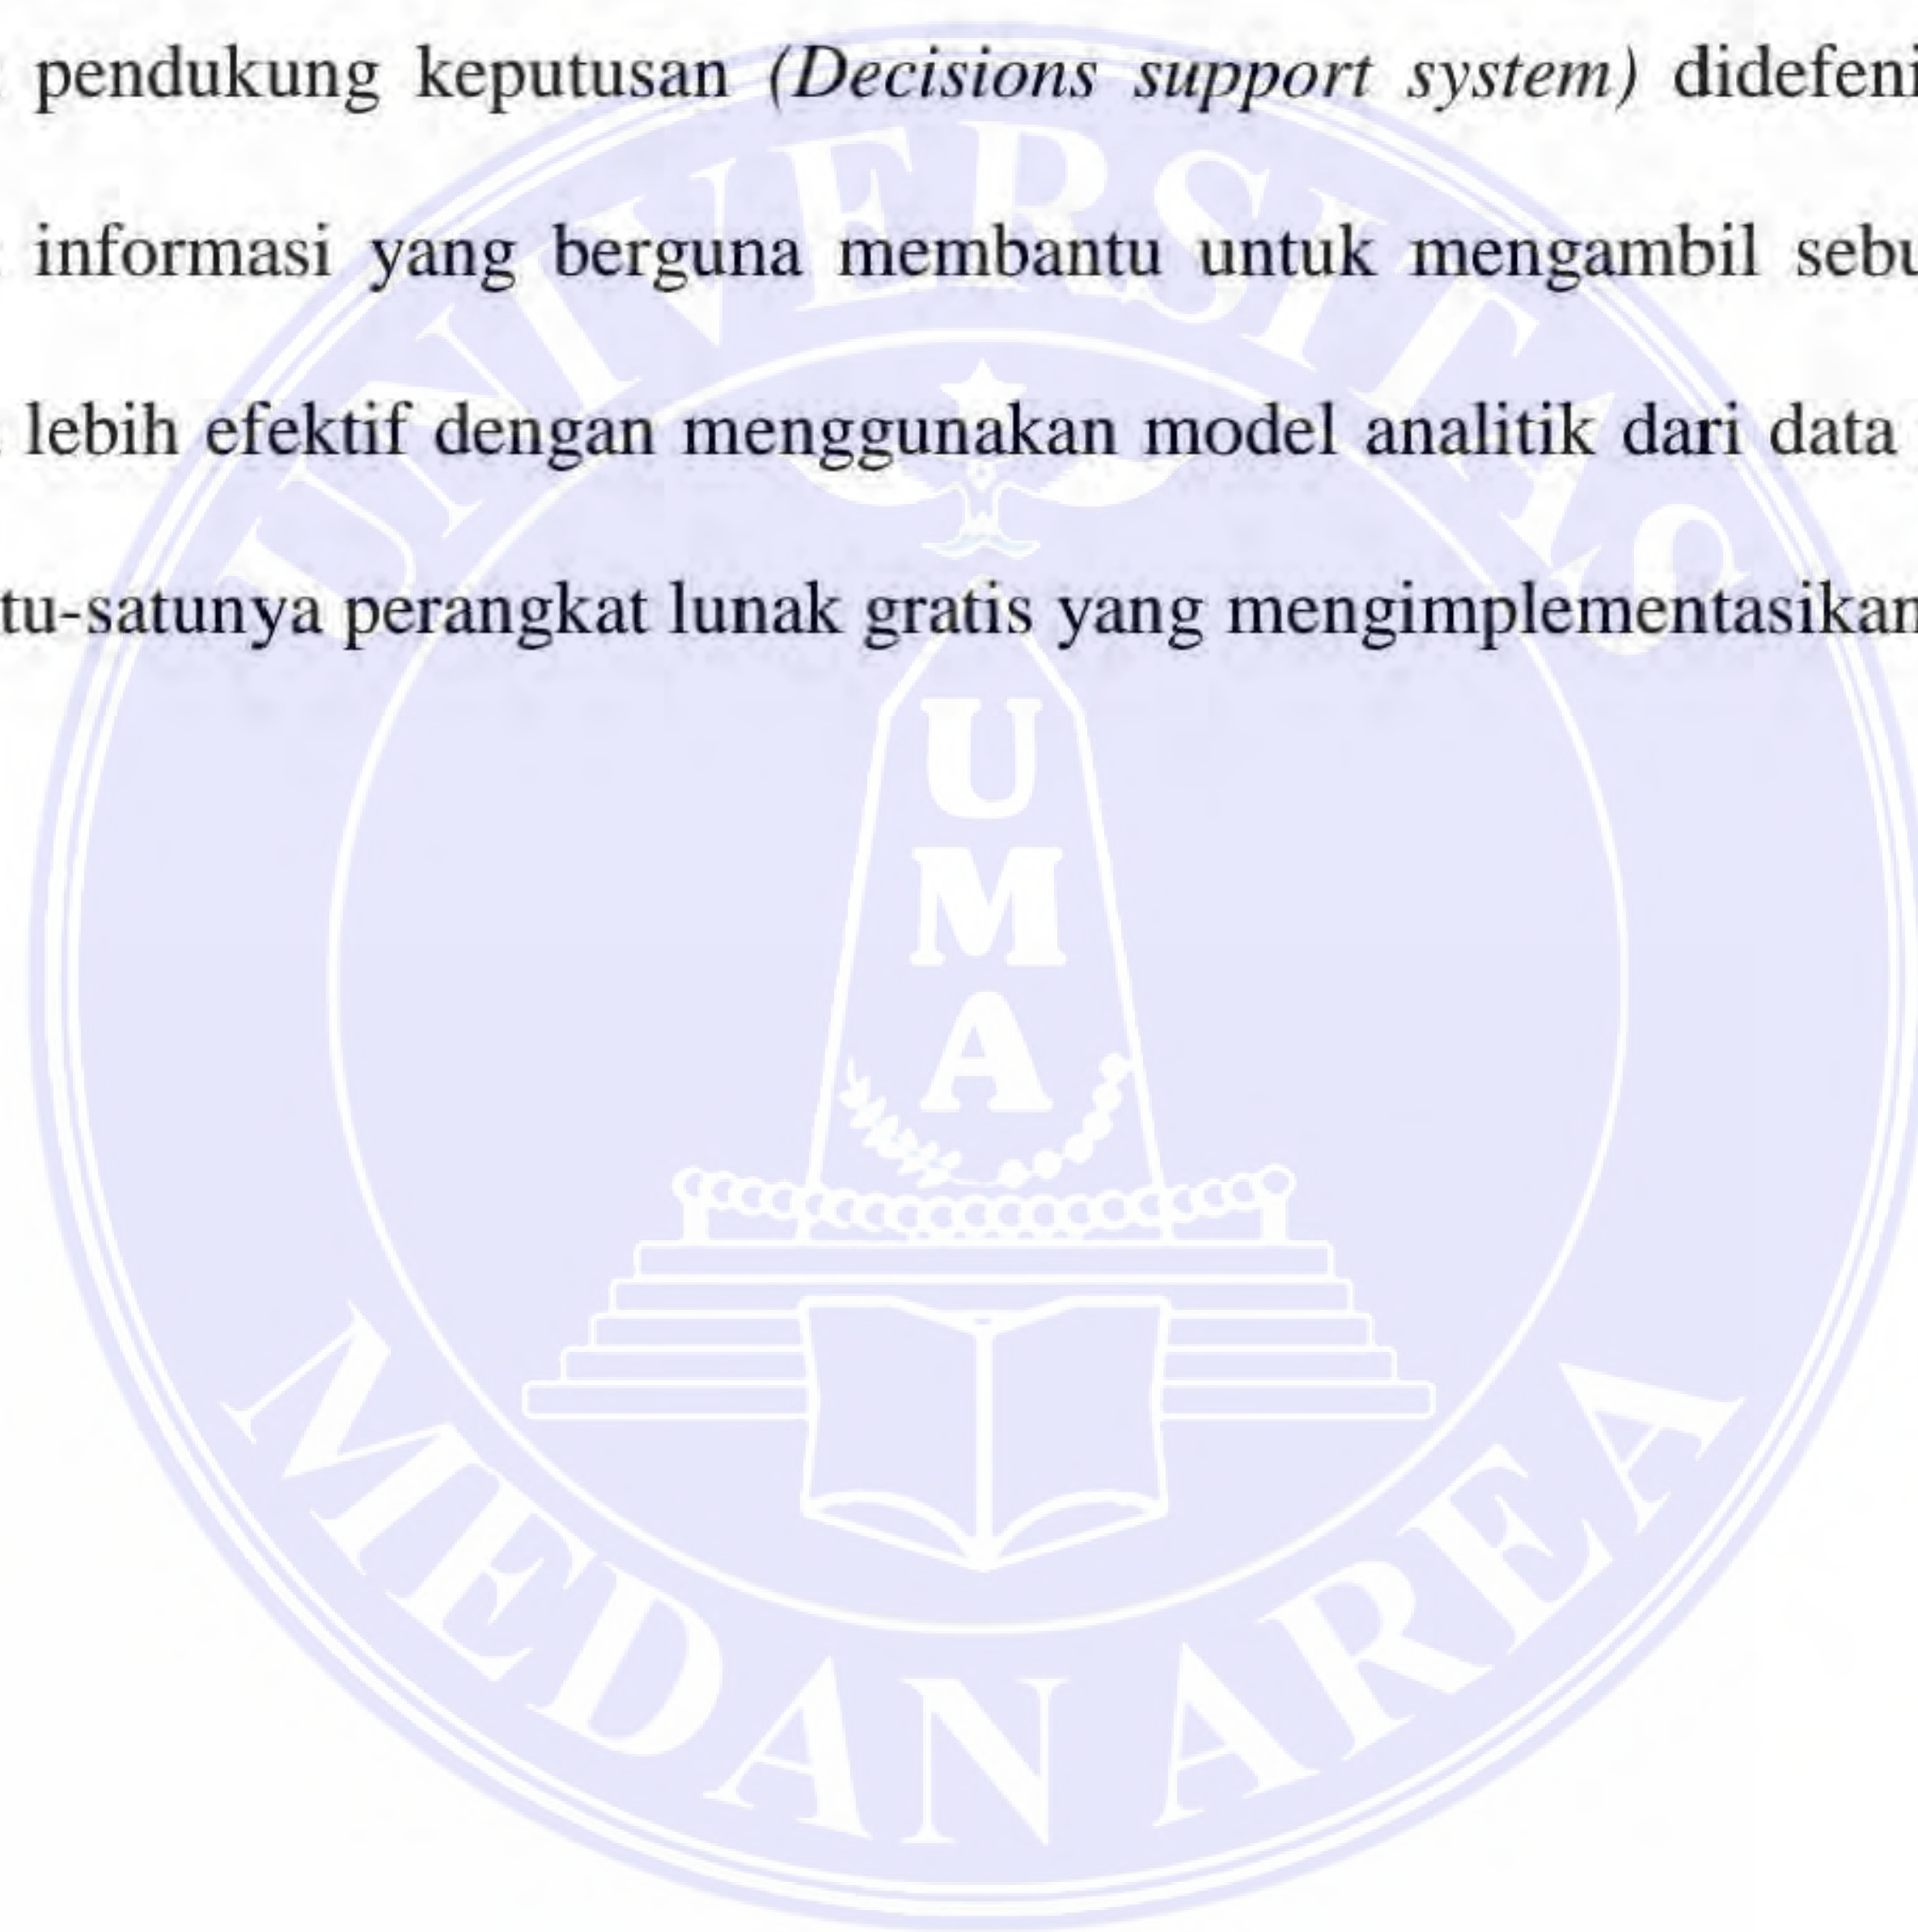 pendukung keputusan (Decisions support system) didefeni
informasi yang berguna membantu untuk mengambil sebu
lebih efektif dengan menggunakan model analitik dari data
tu-satunya perangkat lunak gratis yang mengimplementasikan
UNIVERSITAS
U
M
A
MEDAN AREA